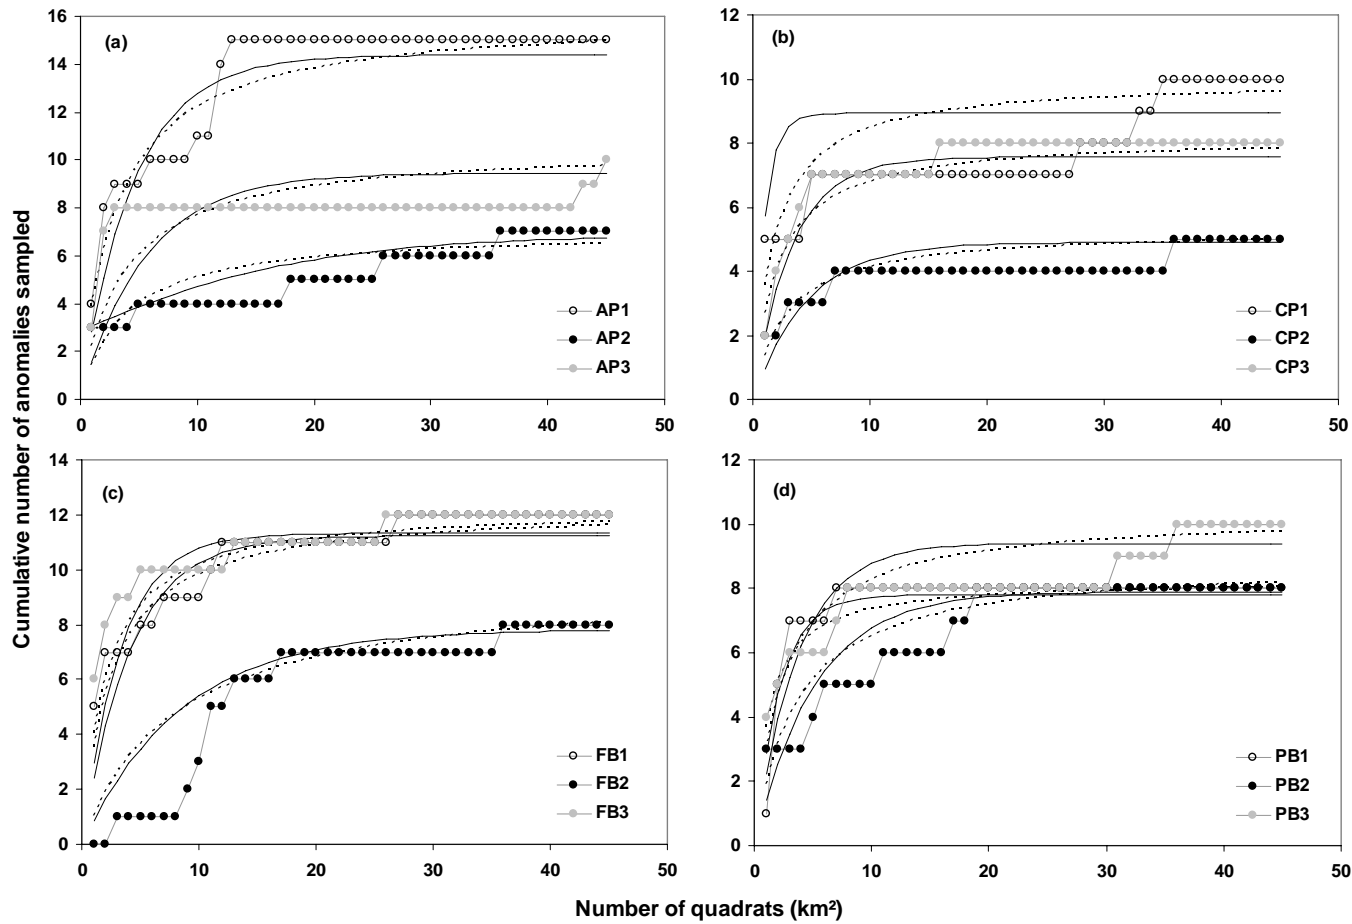 Cumulative number of anomalies sampled
16
14
12
10
8
6
4
2
0
(a)
AP1
AP2
AP3
0 10 20 30 40 50
12
10
8
6
4
2
0
(b)
CP1
CP2
CP3
0 10 20 30 40 50
14
12
10
8
6
4
2
0
(c)
FB1
FB2
FB3
0 10 20 30 40 50
12
10
8
6
4
2
0
(d)
PB1
PB2
PB3
0 10 20 30 40 50
Number of quadrats (km²)